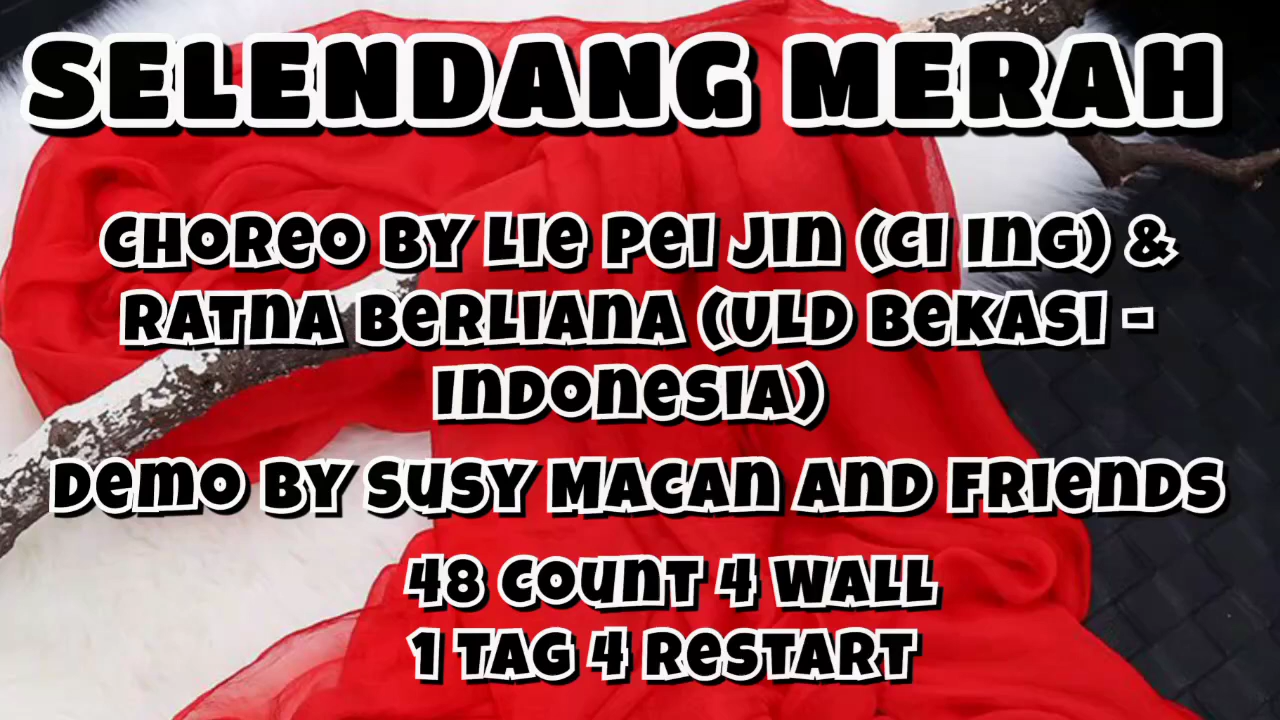 SELENDANG MERAH
CHOREO BY LIE PEI JIN (CI ING) &
RATNA BERLIANA (ULD BEKASI -
INDONESIA)
DEMO BY SUSY MACAN AND FRIENDS
48 COUNT 4 WALL
1 TAG 4 RESTART